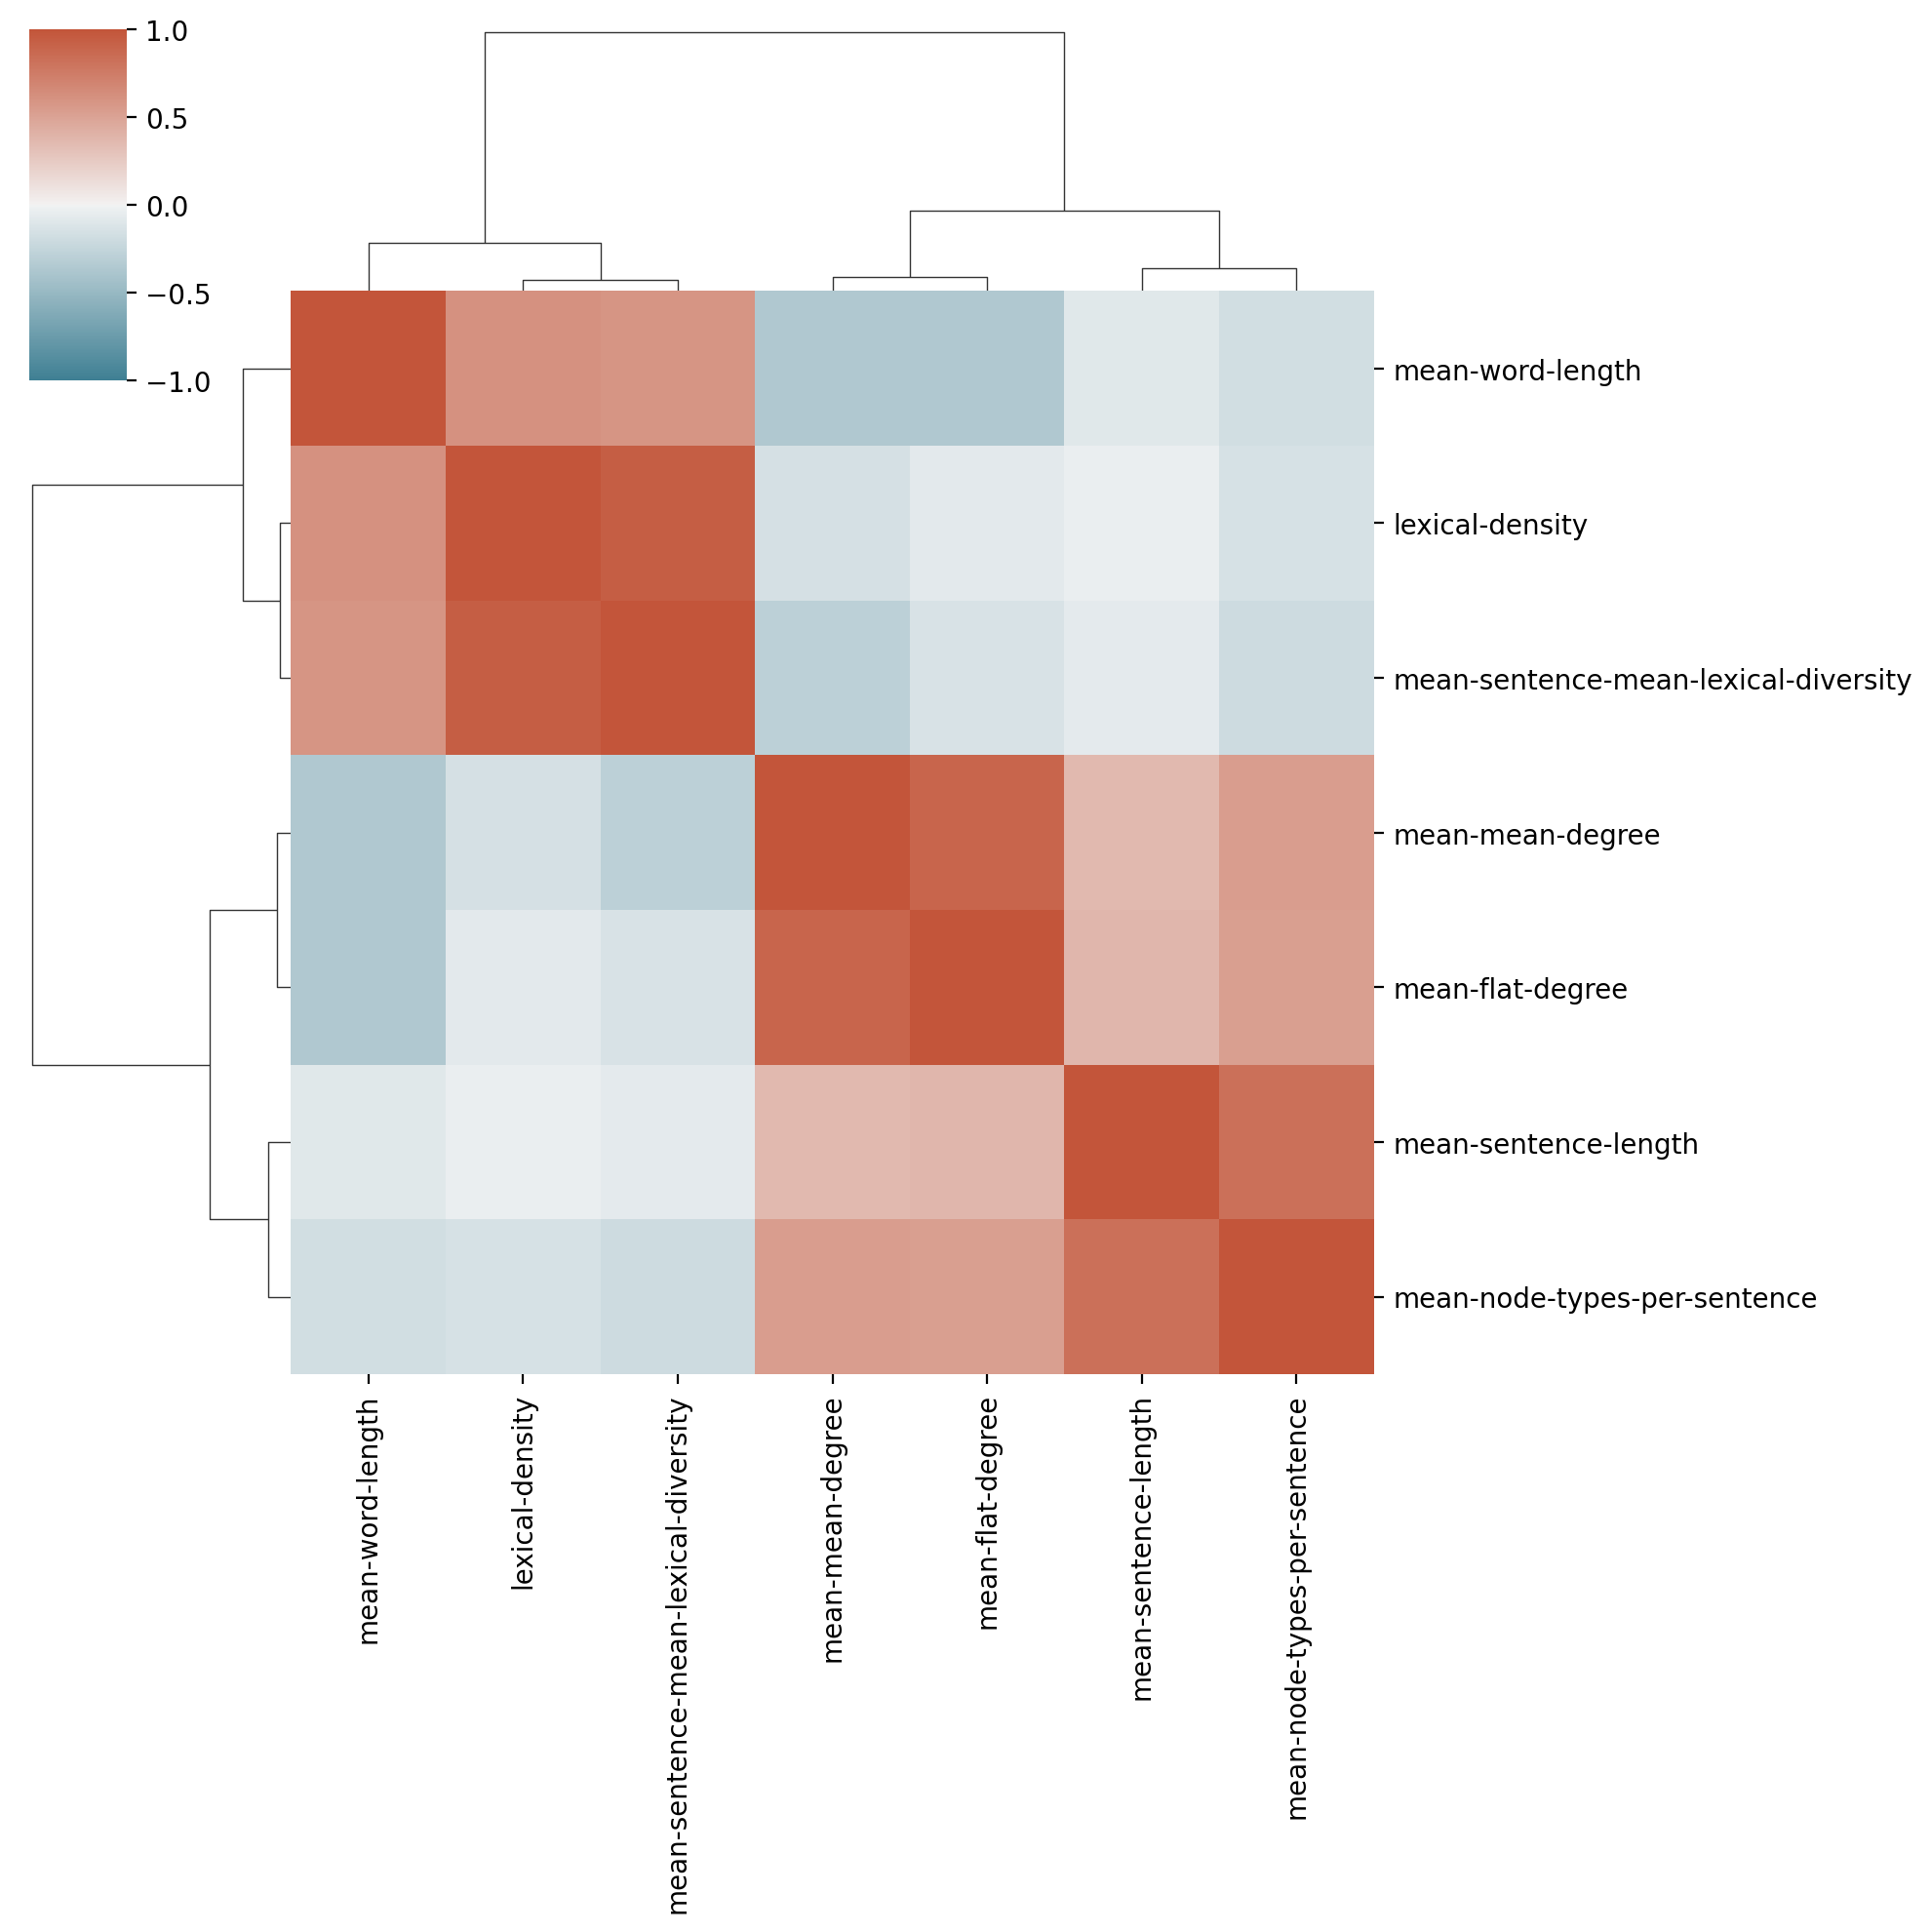 1.0
0.5
0.0
−0.5
−1.0
mean-word-length
lexical-density
mean-sentence-mean-lexical-diversity
mean-mean-degree
mean-flat-degree
mean-sentence-length
mean-node-types-per-sentence
mean-word-length
lexical-density
mean-sentence-mean-lexical-diversity
mean-mean-degree
mean-flat-degree
mean-sentence-length
mean-node-types-per-sentence